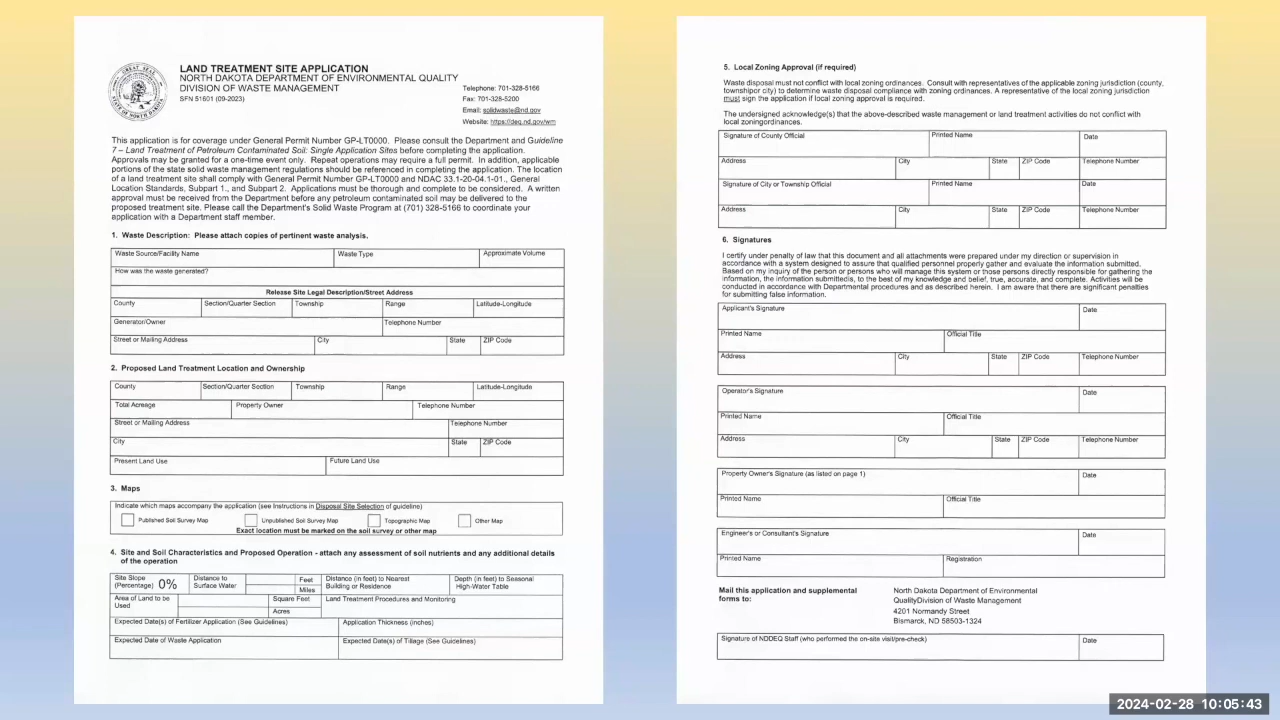 LAND TREATMENT SITE APPLICATION
NORTH DAKOTA DEPARTMENT OF ENVIRONMENTAL QUALITY
DIVISION OF WASTE MANAGEMENT
SFN 51601 (09-2023)
Telephone: 701-328-5166
Fax: 701-328-5200
Email: solidwaste@nd.gov
Website: https://deq.nd.gov/wm
This application is for coverage under General Permit Number GP-LT0000. Please consult the Department and Guideline
7 – Land Treatment of Petroleum Contaminated Soil: Single Application Sites before completing the application.
Approvals may be granted for a one-time event only. Repeat operations may require a full permit. In addition, applicable
portions of the state solid waste management regulations should be referenced in completing the application. The location
of a land treatment site shall comply with General Permit Number GP-LT0000 and NDAC 33.1-20-04.1-01., General
Location Standards, Subpart 1., and Subpart 2. Applications must be thorough and complete to be considered. A written
approval must be received from the Department before any petroleum contaminated soil may be delivered to the
proposed treatment site. Please call the Department's Solid Waste Program at (701) 328-5166 to coordinate your
application with a Department staff member.
1. Waste Description: Please attach copies of pertinent waste analysis.
Waste Source/Facility Name Waste Type Approximate Volume
How was the waste generated?
Release Site Legal Description/Street Address
County Section/Quarter Section Township Range Latitude-Longitude
Generator/Owner Telephone Number
Street or Mailing Address City State ZIP Code
2. Proposed Land Treatment Location and Ownership
County Section/Quarter Section Township Range Latitude-Longitude
Total Acreage Property Owner Telephone Number
Street or Mailing Address Telephone Number
City State ZIP Code
Present Land Use Future Land Use
3. Maps
Indicate which maps accompany the application (see Instructions in Disposal Site Selection of guideline)
Published Soil Survey Map Unpublished Soil Survey Map Topographic Map Other Map
Exact location must be marked on the soil survey or other map
4. Site and Soil Characteristics and Proposed Operation - attach any assessment of soil nutrients and any additional details
of the operation
Site Slope (Percentage) 0% Distance to Surface Water Feet Miles Distance (in feet) to Nearest Building or Residence Depth (in feet) to Seasonal High-Water Table
Area of Land to be Used Square Feet Acres Land Treatment Procedures and Monitoring
Expected Date(s) of Fertilizer Application (See Guidelines) Application Thickness (inches)
Expected Date of Waste Application Expected Date(s) of Tillage (See Guidelines)
5. Local Zoning Approval (if required)
Waste disposal must not conflict with local zoning ordinances. Consult with representatives of the applicable zoning jurisdiction (county,
townshipor city) to determine waste disposal compliance with zoning ordinances. A representative of the local zoning jurisdiction
must sign the application if local zoning approval is required.
The undersigned acknowledge(s) that the above-described waste management or land treatment activities do not conflict with
local zoningordinances.
Signature of County Official Printed Name Date
Address City State ZIP Code Telephone Number
Signature of City or Township Official Printed Name Date
Address City State ZIP Code Telephone Number
6. Signatures
I certify under penalty of law that this document and all attachments were prepared under my direction or supervision in
accordance with a system designed to assure that qualified personnel properly gather and evaluate the information submitted.
Based on my inquiry of the person or persons who will manage this system or those persons directly responsible for gathering the
information, the information submittedis, to the best of my knowledge and belief, true, accurate, and complete. Activities will be
conducted in accordance with Departmental procedures and as described herein. I am aware that there are significant penalties
for submitting false information.
Applicant's Signature Date
Printed Name Official Title
Address City State ZIP Code Telephone Number
Operator's Signature Date
Printed Name Official Title
Address City State ZIP Code Telephone Number
Property Owner's Signature (as listed on page 1) Date
Printed Name Official Title
Engineer's or Consultant's Signature Date
Printed Name Registration
Mail this application and supplemental
forms to:
North Dakota Department of Environmental
QualityDivision of Waste Management
4201 Normandy Street
Bismarck, ND 58503-1324
Signature of NDDEQ Staff (who performed the on-site visit/pre-check) Date
2024-02-28 10:05:43